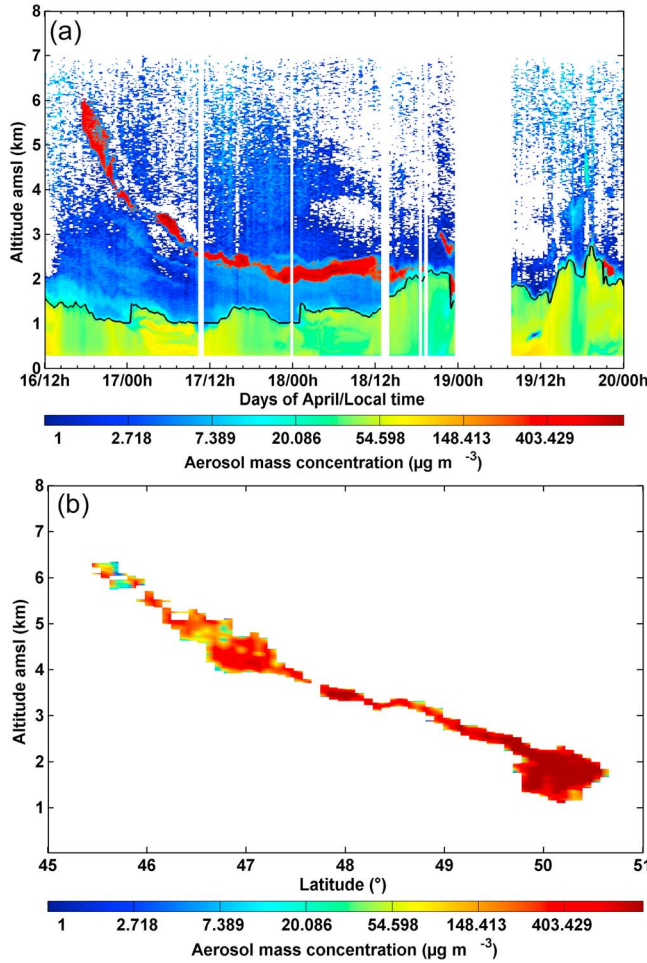 (a)
8
7
6
5
4
3
2
1
0
Altitude amsl (km)
16/12h 17/000h 17/12h 18/000h 18/12h 19/000h 19/12h 20/00h
Days of April/Local time
1 2.718 7.389 20.086 54.598 148.413 403.429
Aerosol mass concentration (µg m -3)
(b)
8
7
6
5
4
3
2
1
Altitude amsl (km)
45 46 47 48 49 50 51
Latitude (°)
1 2.718 7.389 20.086 54.598 148.413 403.429
Aerosol mass concentration (µg m -3)